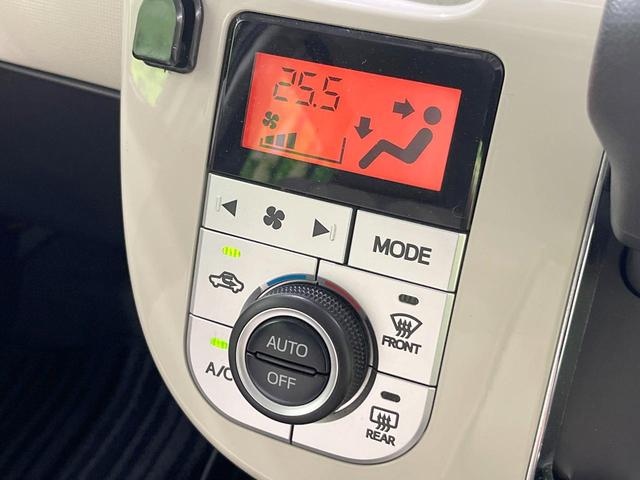 25.5
MODE
FRONT
AUTO
OFF
A/C
REAR